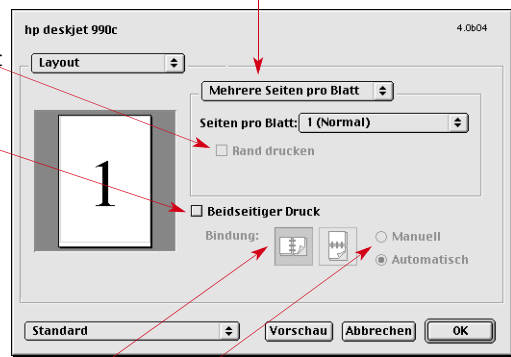 hp deskjet 990c 4.0b04
Layout
Mehrere Seiten pro Blatt
Seiten pro Blatt: 1 (Normal)
Rand drucken
1
Beidseitiger Druck
Bindung:
Manuell
Automatisch
Standard Vorschau Abbrechen OK